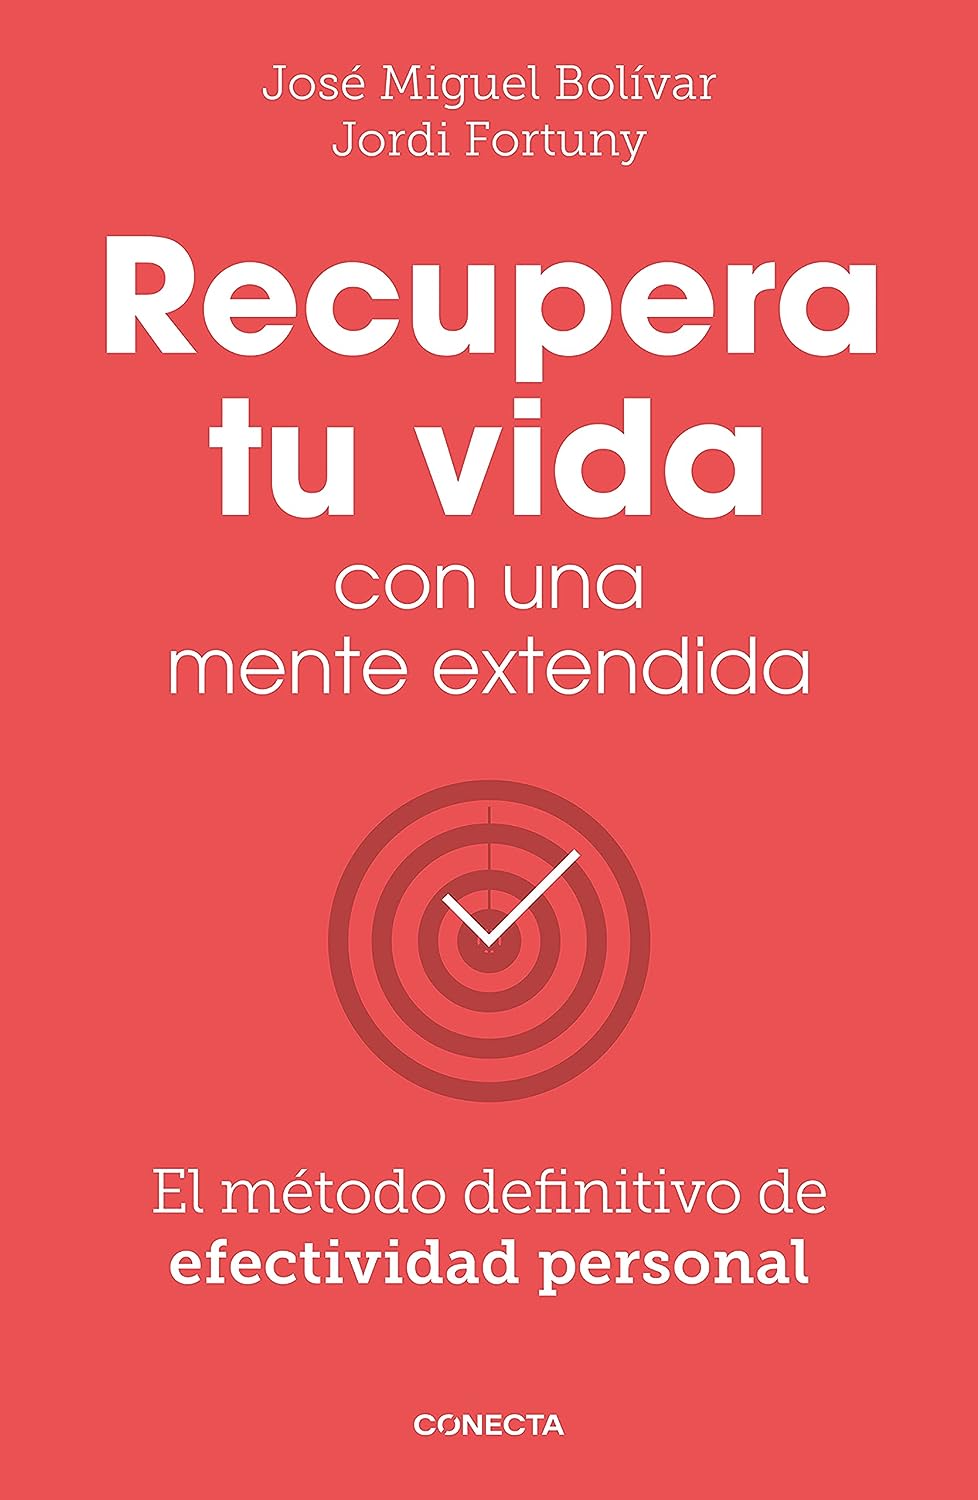 José Miguel Bolívar
Jordi Fortuny
Recupera
tu vida
con una
mente extendida
El método definitivo de
efectividad personal
CONECTA